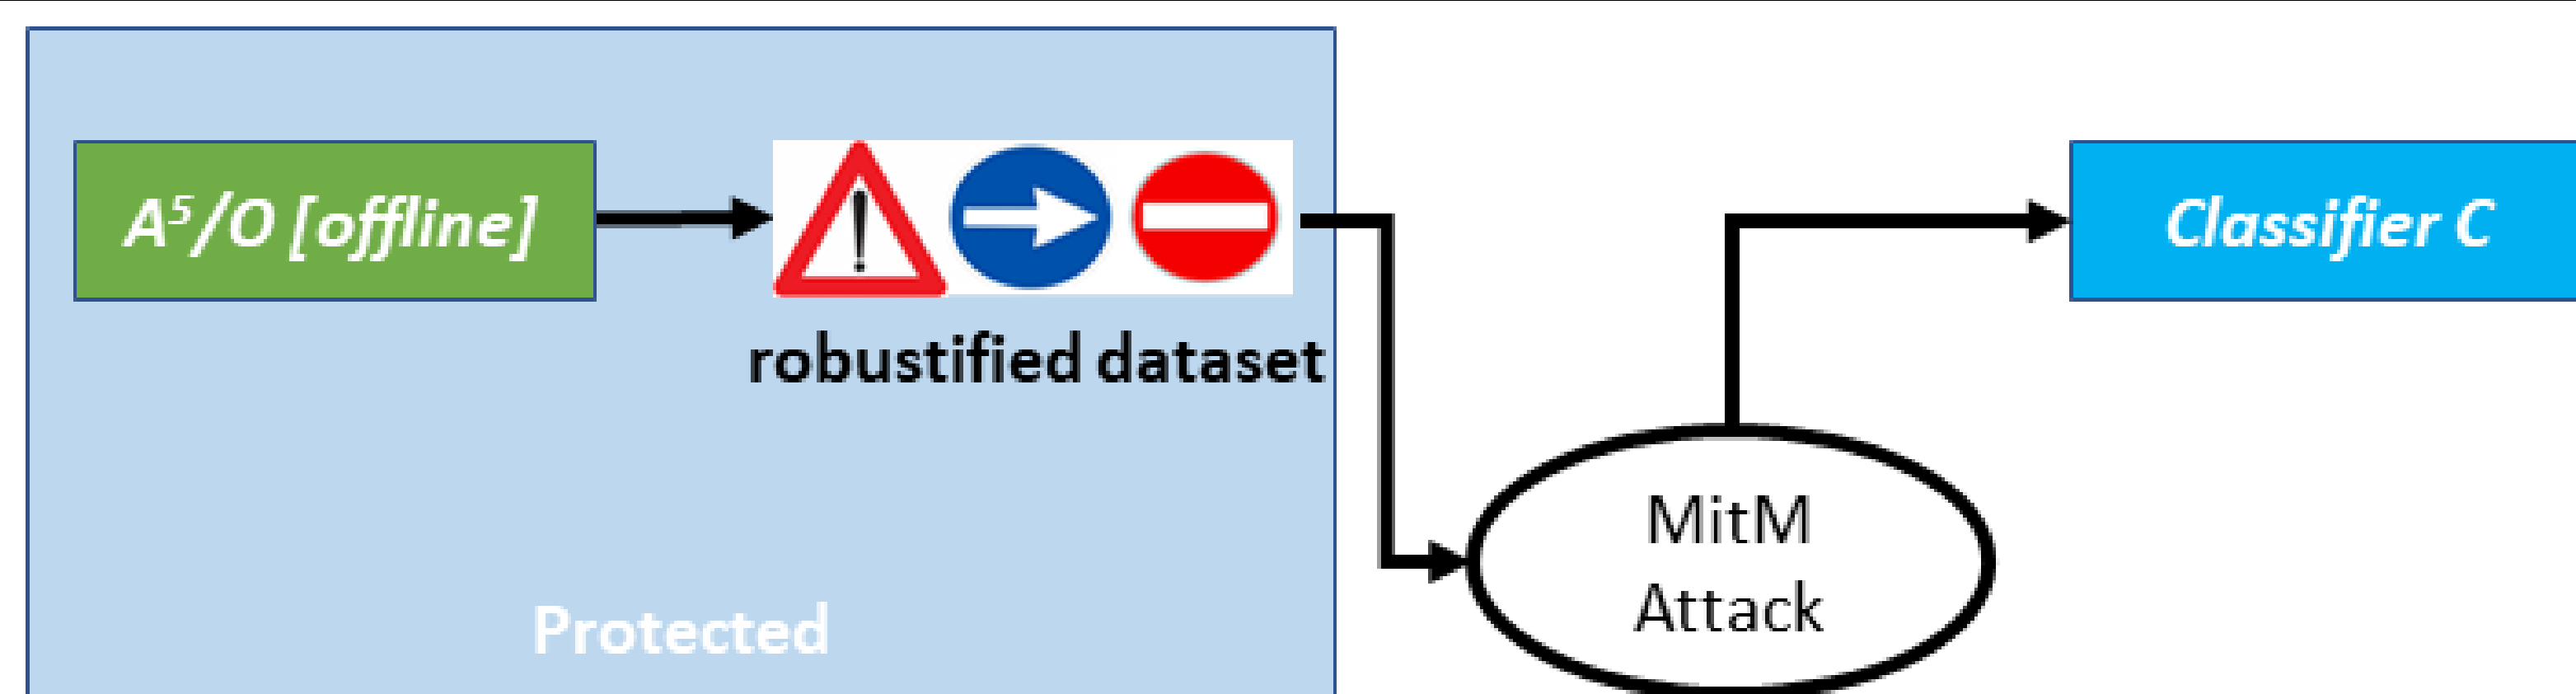 A⁵/O [offline]
Classifier C
robustified dataset
MitM
Attack
Protected